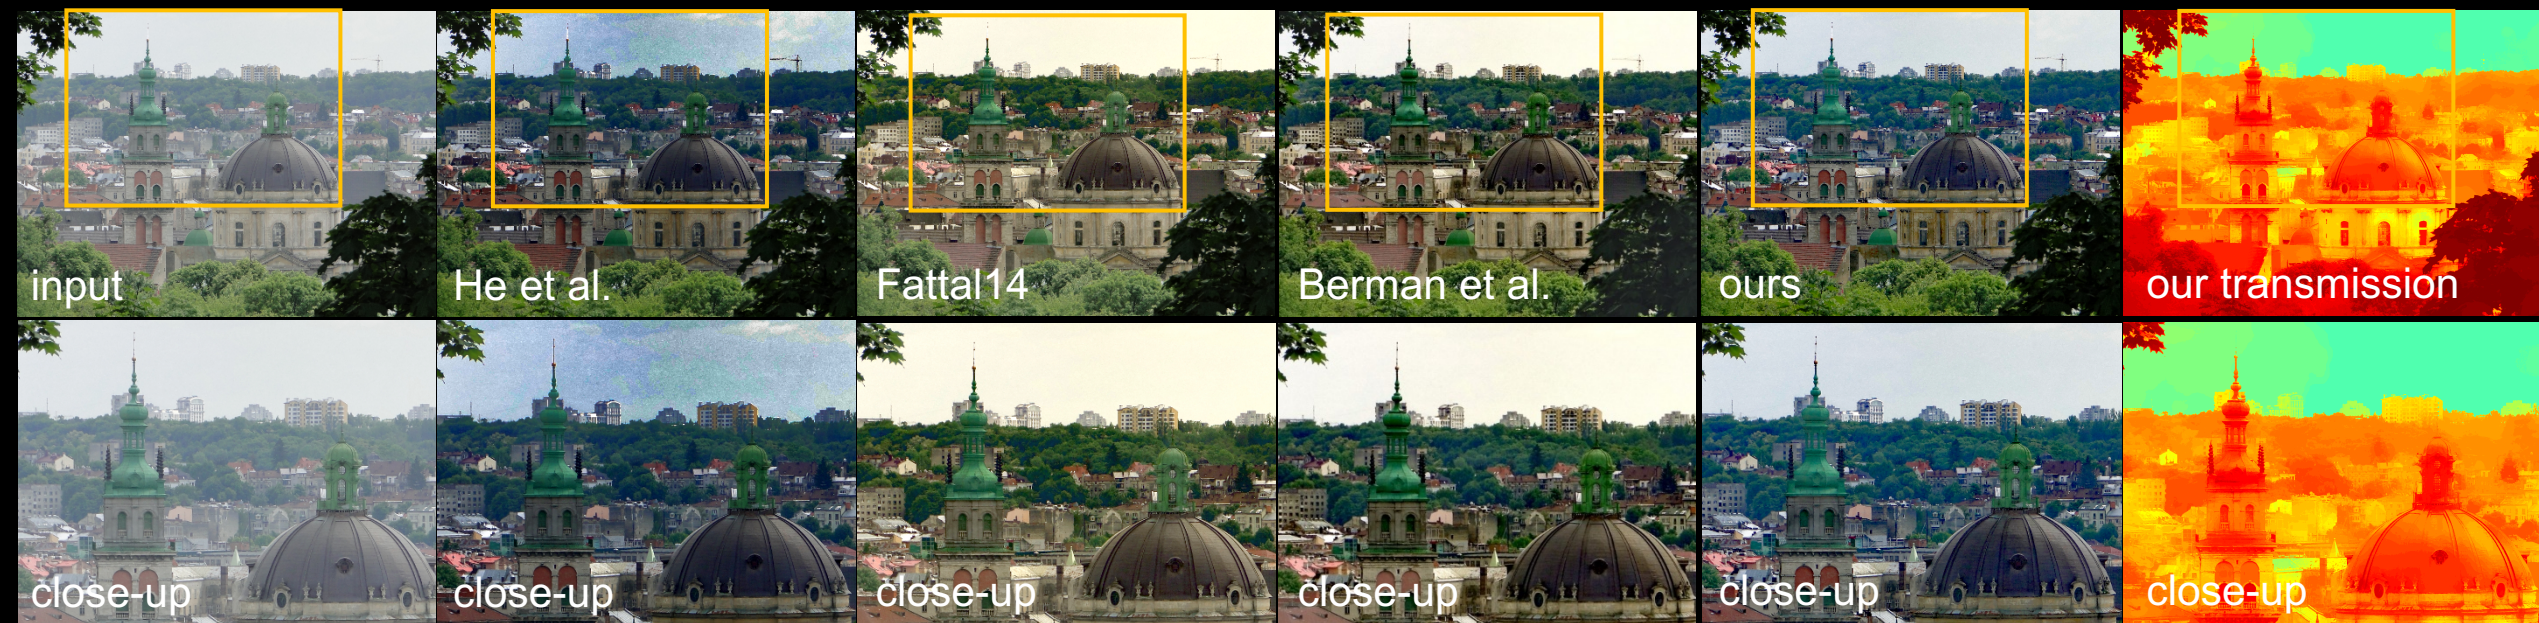 input
He et al.
Fattal14
Berman et al.
ours
our transmission
close-up
close-up
close-up
close-up
close-up
close-up